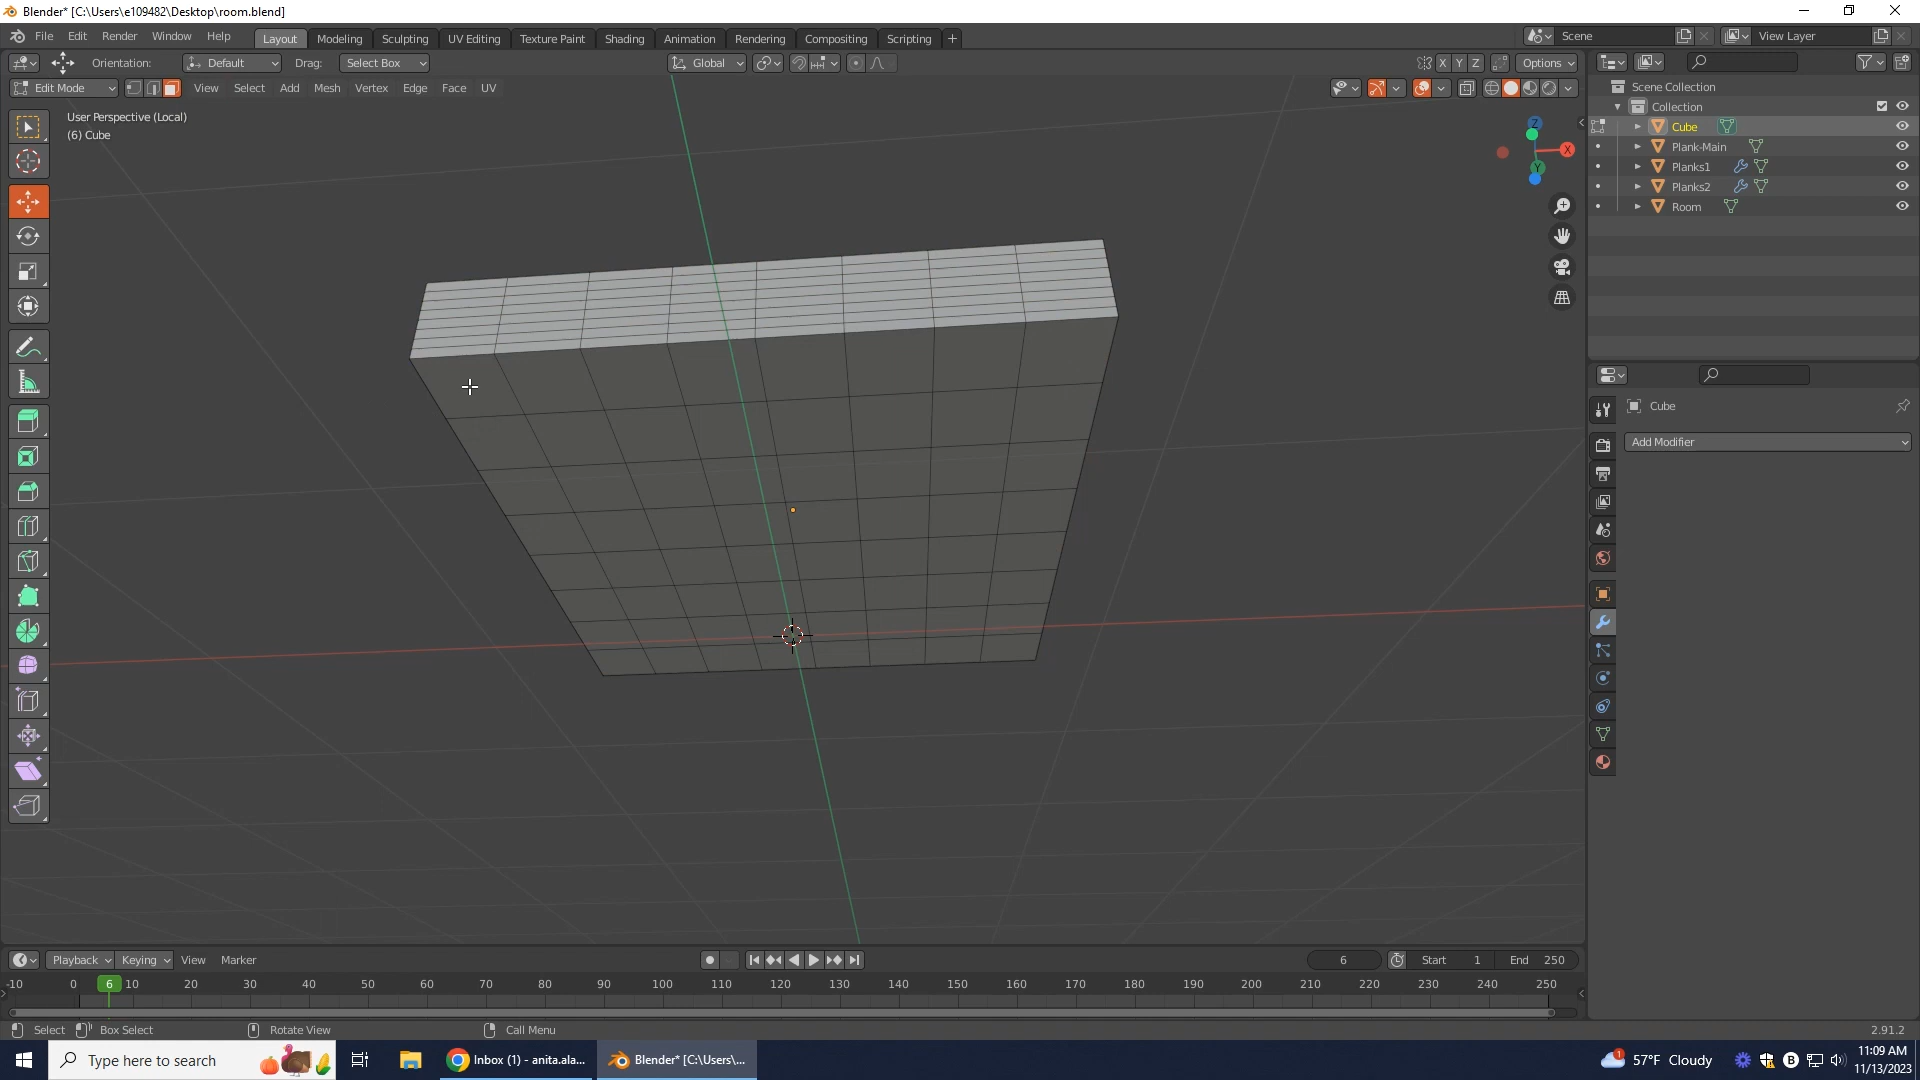 Blender* [C:\Users\e109482\Desktop\room.blend]
File Edit Render Window Help Layout Modeling Sculpting UV Editing Texture Paint Shading Animation Rendering Compositing Scripting + Scene View Layer
Orientation: Default Drag: Select Box Global X Y Z Options
Edit Mode View Select Add Mesh Vertex Edge Face UV
Scene Collection
Collection
Cube
Plank-Main
Planks1
Planks2
Room
User Perspective (Local)
(6) Cube
Z
X
Y
Cube
Add Modifier
Playback Keying View Marker 6 Start 1 End 250
-10 0 6 10 20 30 40 50 60 70 80 90 100 110 120 130 140 150 160 170 180 190 200 210 220 230 240 250
Select Box Select Rotate View Call Menu 2.91.2
Type here to search Inbox (1) - anita.ala... Blender* [C:\Users\... 1 57°F Cloudy B 11:09 AM
11/13/2023